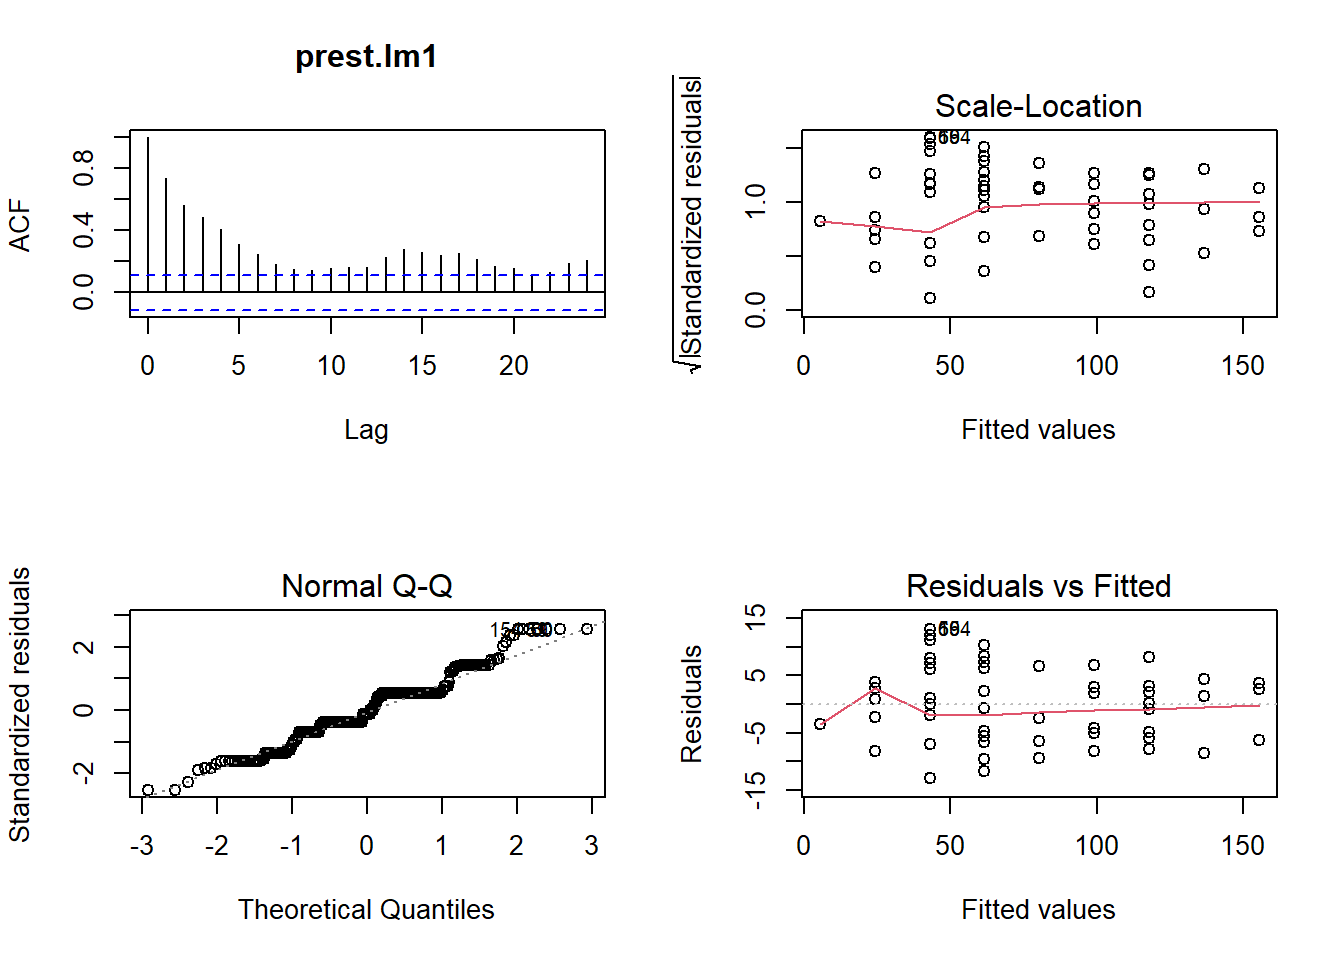 prest.lm1
ACF
0.0 0.4 0.8
0 5 10 15 20
Lag
Scale-Location
√|Standardized residuals|
0.0 1.0
0 50 100 150
Fitted values
Normal Q-Q
Standardized residuals
-2 0 2
-3 -2 -1 0 1 2 3
Theoretical Quantiles
Residuals vs Fitted
Residuals
-15 -5 5 15
0 50 100 150
Fitted values